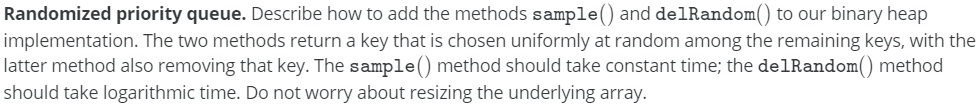 Randomized priority queue. Describe how to add the methods sample() and delRandom() to our binary heap
implementation. The two methods return a key that is chosen uniformly at random among the remaining keys, with the
latter method also removing that key. The sample() method should take constant time; the delRandom() method
should take logarithmic time. Do not worry about resizing the underlying array.